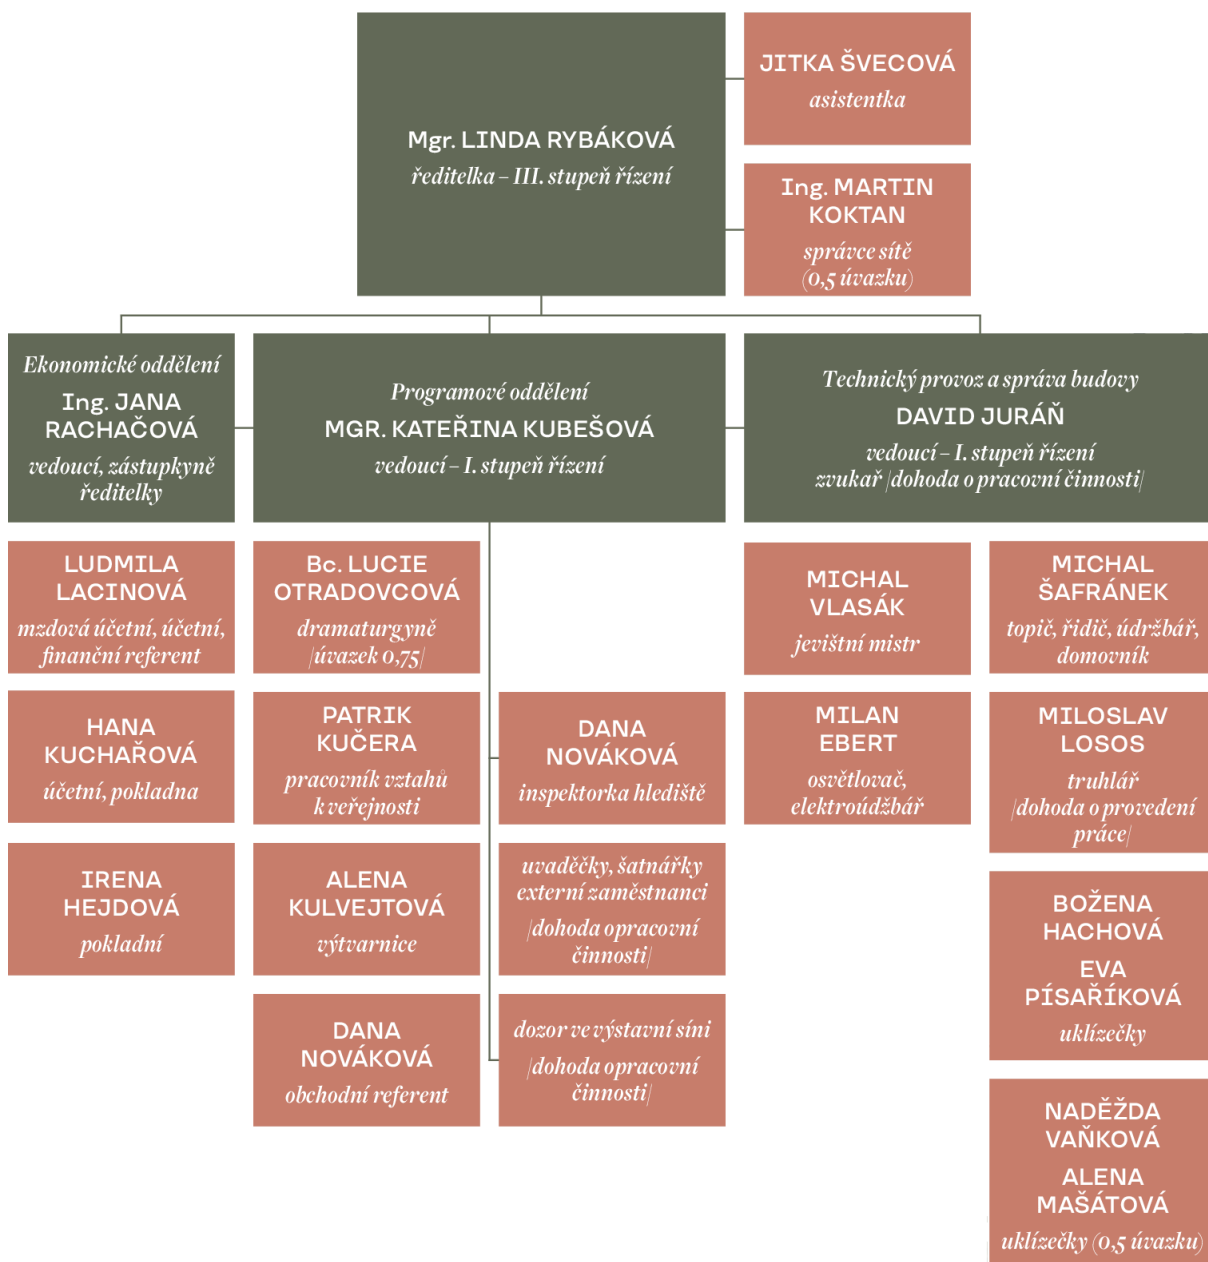 Mgr. LINDA RYBÁKOVÁ
ředitelka – III. stupeň řízení
JITKA ŠVECOVÁ
asistentka
Ing. MARTIN
KOKTAN
správce sítě
(0,5 úvazku)
Ekonomické oddělení
Ing. JANA
RACHAČOVÁ
vedoucí, zástupkyně
ředitelky
Programové oddělení
MGR. KATEŘINA KUBEŠOVÁ
vedoucí – I. stupeň řízení
Technický provoz a správa budovy
DAVID JURÁŇ
vedoucí – I. stupeň řízení
zvukař /dohoda o pracovní činnosti/
LUDMILA
LACINOVÁ
mzdová účetní, účetní,
finanční referent
HANA
KUCHAŘOVÁ
účetní, pokladna
IRENA
HEJDOVÁ
pokladní
Bc. LUCIE
OTRADOVCOVÁ
dramaturgyně
/úvazek 0,75/
PATRIK
KUČERA
pracovník vztahů
k veřejnosti
ALENA
KULVEJTOVÁ
výtvarnice
DANA
NOVÁKOVÁ
obchodní referent
DANA
NOVÁKOVÁ
inspektorka hlediště
uvaděčky, šatnářky
externí zaměstnanci
/dohoda opracovní
činnosti/
dozor ve výstavní síni
/dohoda opracovní
činnosti/
MICHAL
VLASÁK
jevištní mistr
MILAN
EBERT
osvětlovač,
elektroúdžbář
MICHAL
ŠAFRÁNEK
topič, řidič, údržbář,
domovník
MILOSLAV
LOSOS
truhlář
/dohoda o provedení
práce/
BOŽENA
HACHOVÁ
EVA
PÍSAŘÍKOVÁ
uklízečky
NADĚŽDA
VAŇKOVÁ
ALENA
MAŠÁTOVÁ
uklízečky (0,5 úvazku)